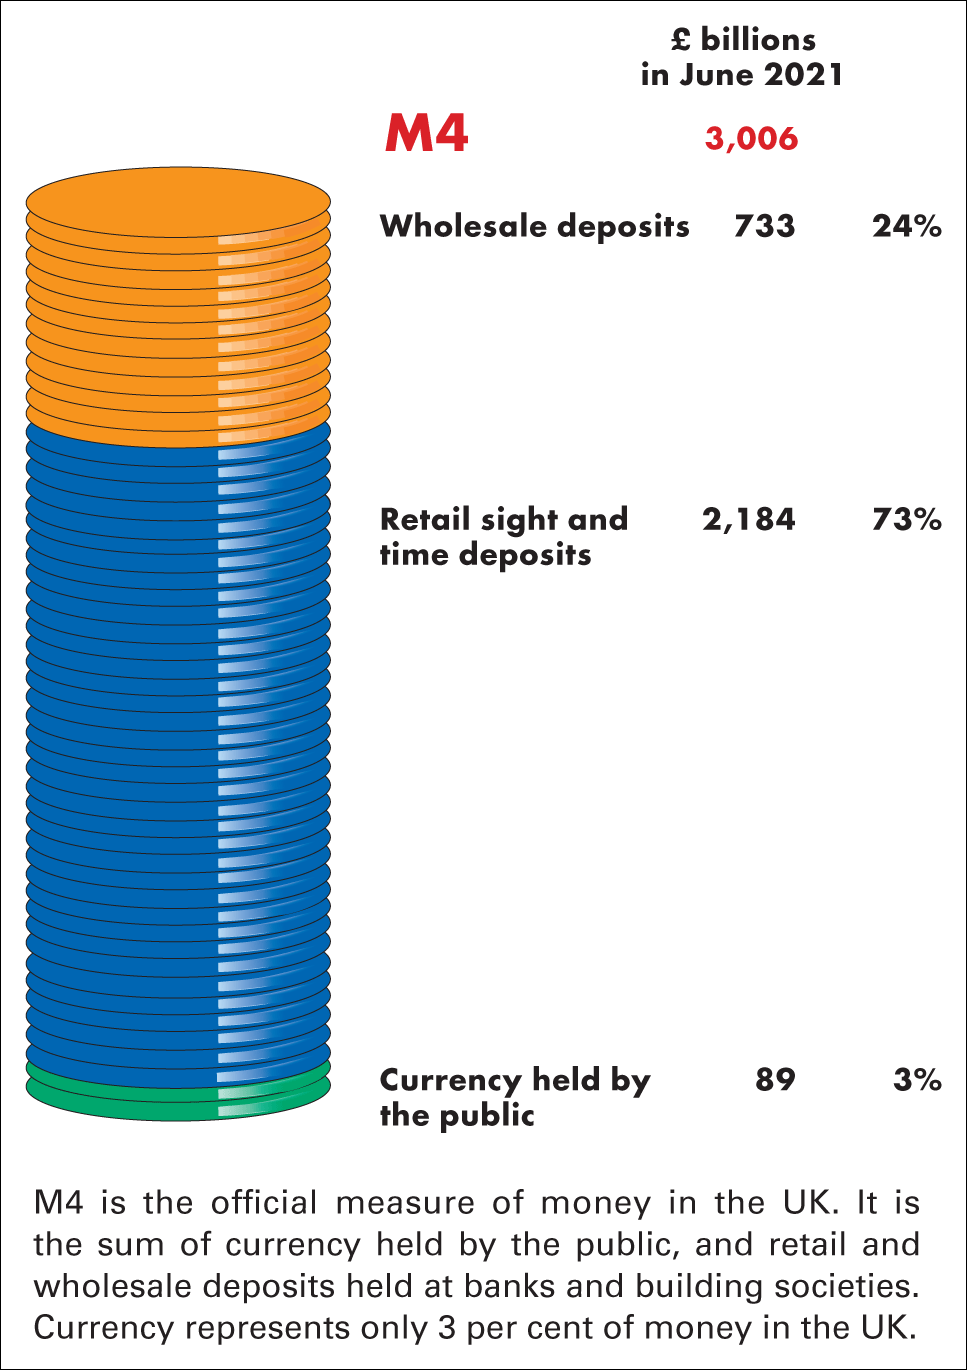 £ billions
in June 2021
M4 3,006
Wholesale deposits 733 24%
Retail sight and 2,184 73%
time deposits
Currency held by 89 3%
the public
M4 is the official measure of money in the UK. It is
the sum of currency held by the public, and retail and
wholesale deposits held at banks and building societies.
Currency represents only 3 per cent of money in the UK.